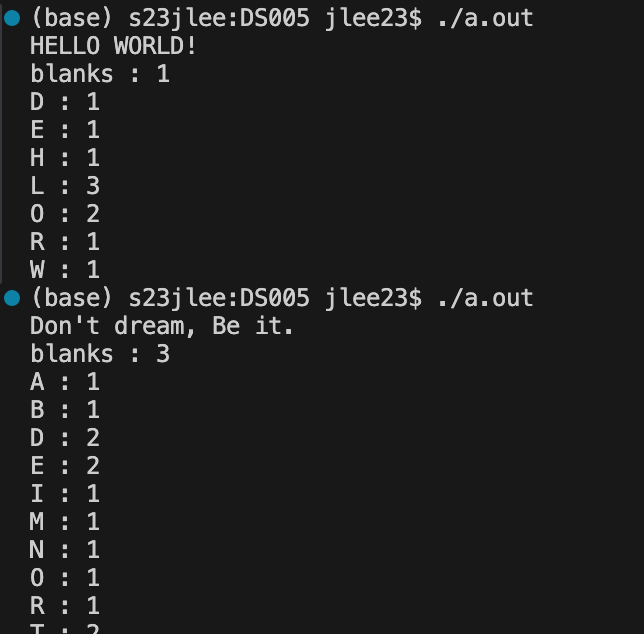 (base) s23jlee:DS005 jlee23$ ./a.out
HELLO WORLD!
blanks : 1
D : 1
E : 1
H : 1
L : 3
O : 2
R : 1
W : 1
(base) s23jlee:DS005 jlee23$ ./a.out
Don't dream, Be it.
blanks : 3
A : 1
B : 1
D : 2
E : 2
I : 1
M : 1
N : 1
O : 1
R : 1
T : 2